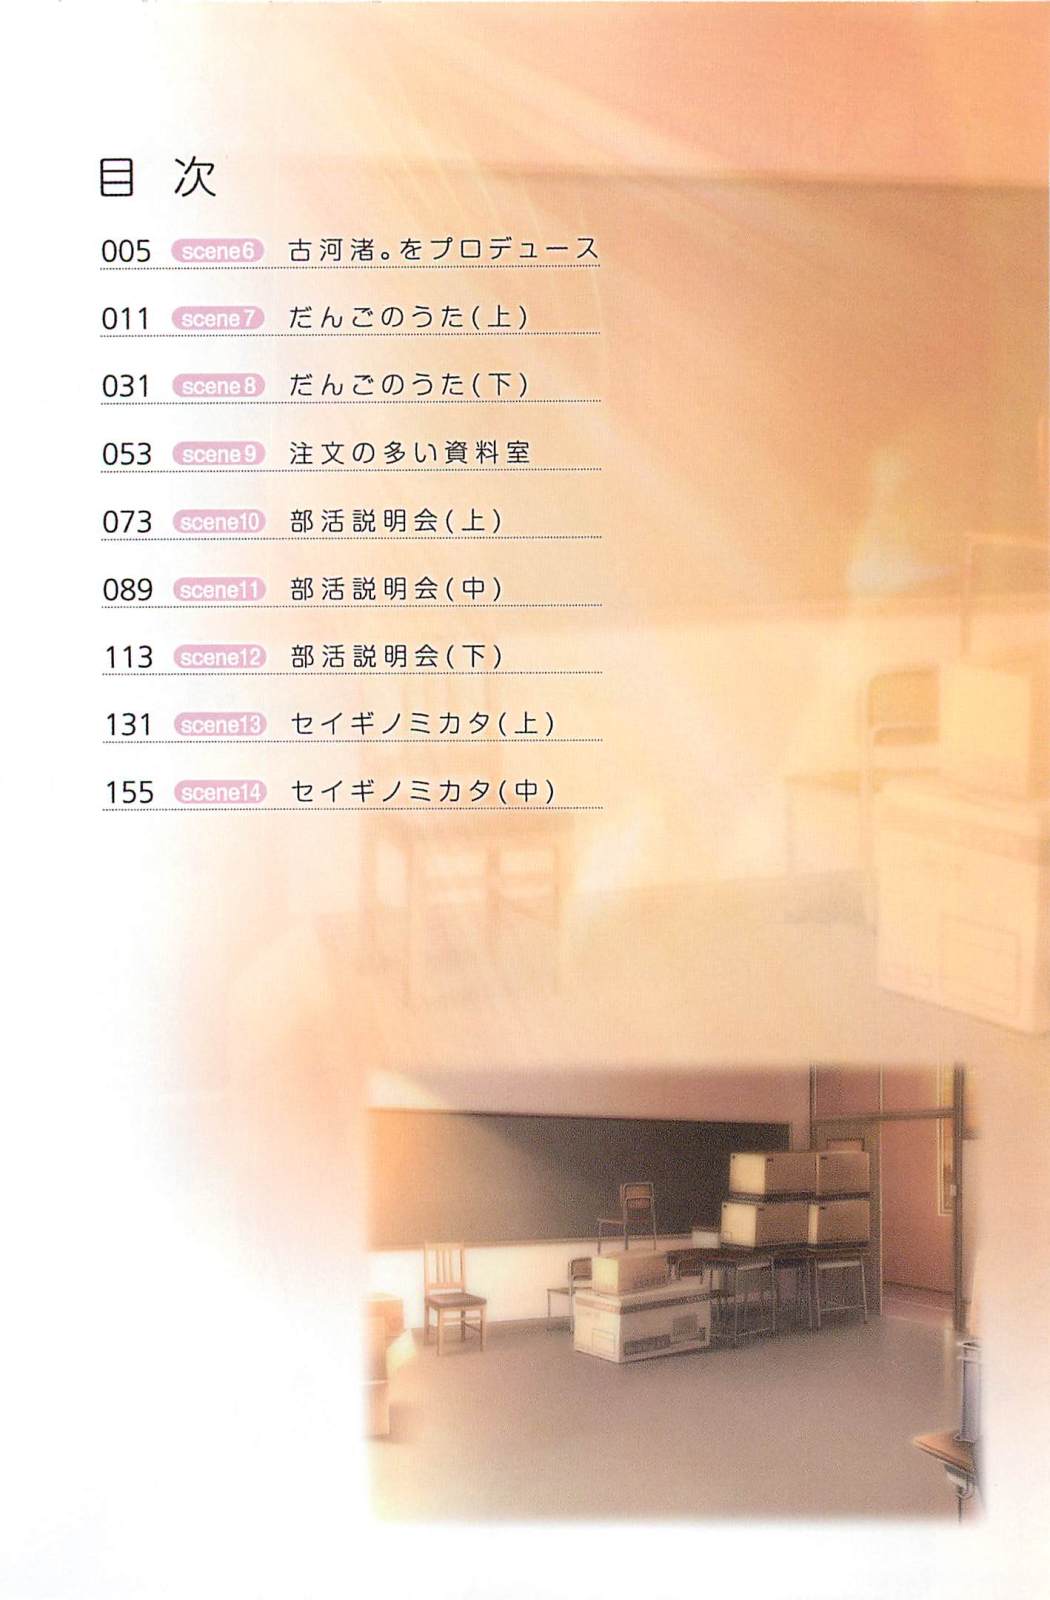 目次
005 scene6 古河渚。をプロデュース
011 scene7 だんごのうた(上)
031 scene8 だんごのうた(下)
053 scene9 注文の多い資料室
073 scene10 部活説明会(上)
089 scene11 部活説明会(中)
113 scene12 部活説明会(下)
131 scene13 セイギノミカタ(上)
155 scene14 セイギノミカタ(中)